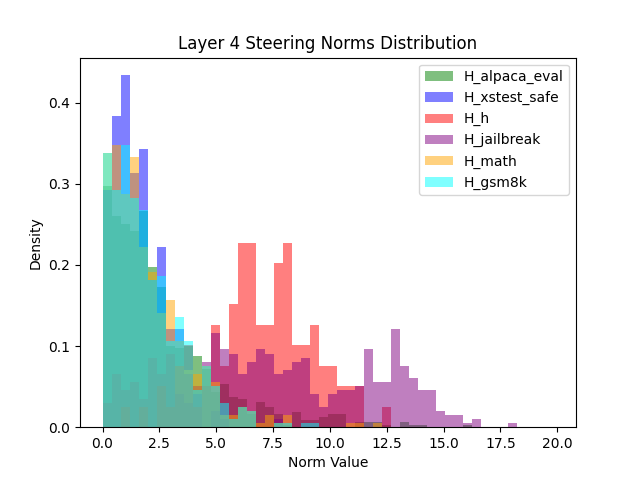 Layer 4 Steering Norms Distribution
H_alpaca_eval
H_xstest_safe
H_h
H_jailbreak
H_math
H_gsm8k
Density
0.4
0.3
0.2
0.1
0.0
0.0 2.5 5.0 7.5 10.0 12.5 15.0 17.5 20.0
Norm Value